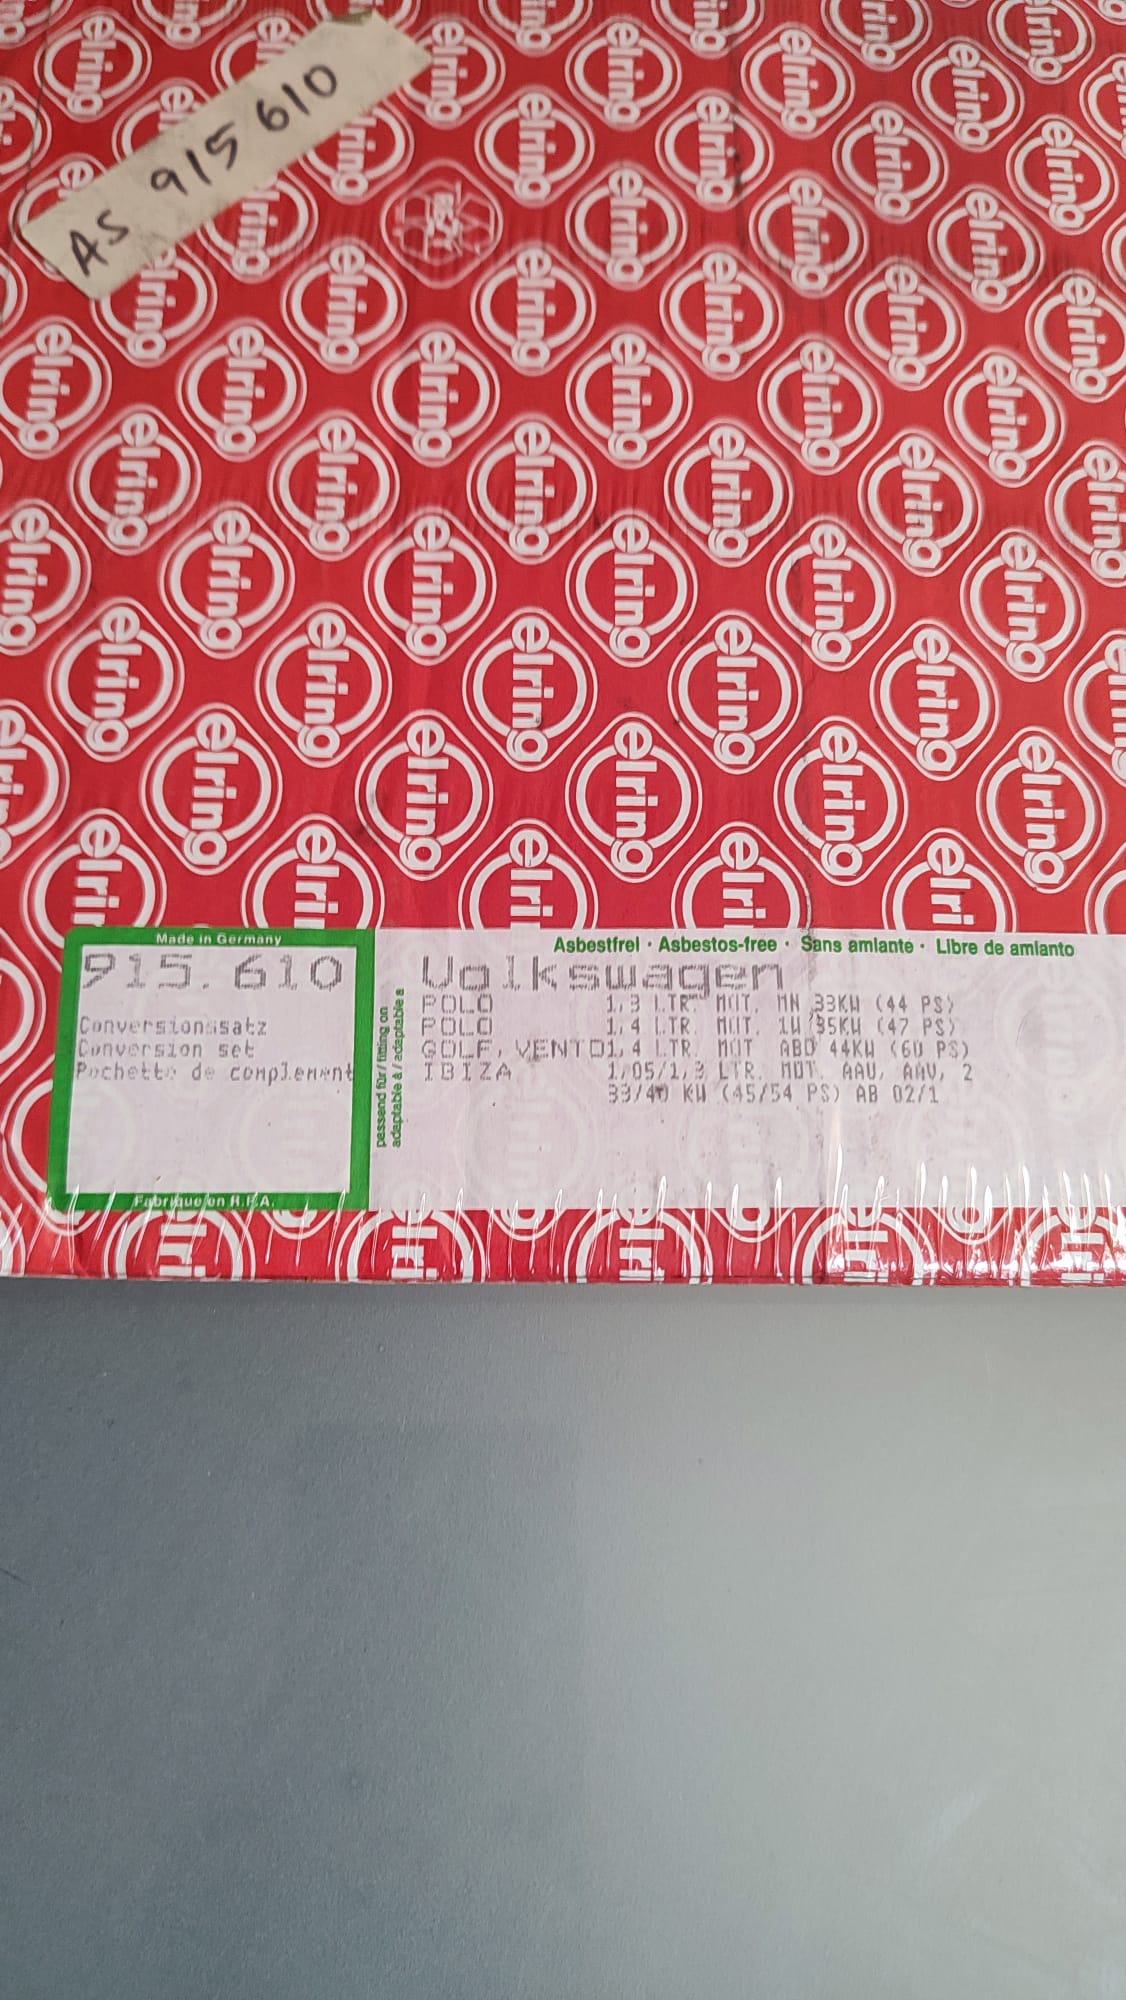 AS 915 610
elring
Made in Germany
915.610
Conversionssatz
Conversion set
Pochette de complement
Fabriqué en R.F.A.
passend für / fitting on
adaptable à / adaptable a
Asbestfrei · Asbestos-free · Sans amiante · Libre de amianto
Volkswagen
POLO 1,3 LTR. MOT. MN 33KW (44 PS)
POLO 1,4 LTR. MOT. 1W 35KW (47 PS)
GOLF, VENTO1,4 LTR. MOT ABD 44KW (60 PS)
IBIZA 1,05/1,3 LTR. MOT. AAU, AAV, 2
33/40 KW (45/54 PS) AB 02/1